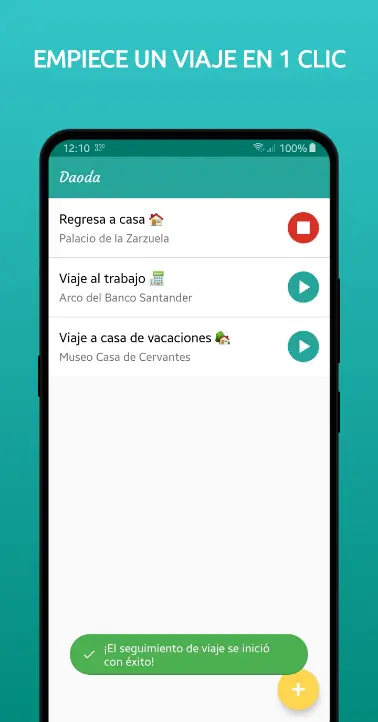 EMPIECE UN VIAJE EN 1 CLIC
12:10 100%
Daoda
Regresa a casa 🏠
Palacio de la Zarzuela
Viaje al trabajo 🏢
Arco del Banco Santander
Viaje a casa de vacaciones 🏡
Museo Casa de Cervantes
¡El seguimiento de viaje se inició
con éxito!
+